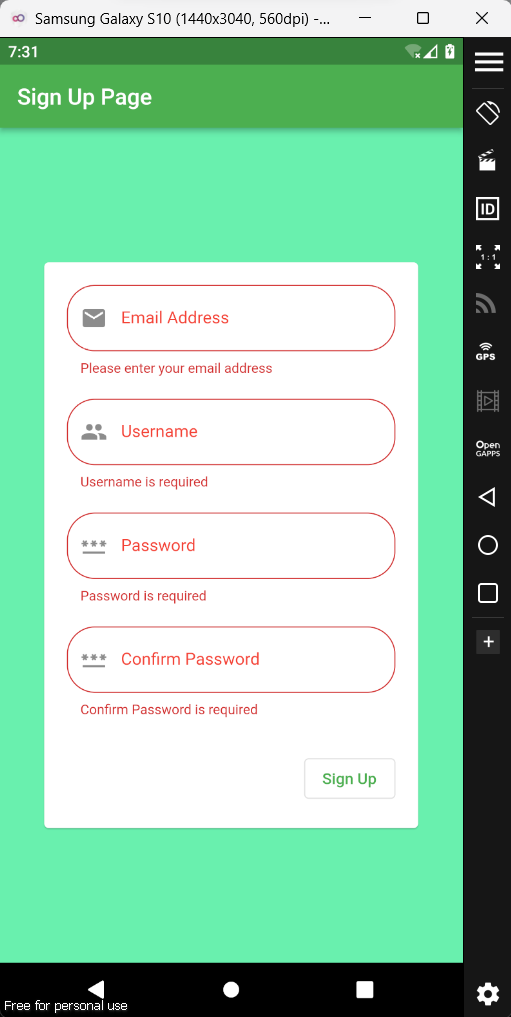 Samsung Galaxy S10 (1440x3040, 560dpi) -...
7:31
Sign Up Page
ID
1:1
GPS
Open
GAPPS
Email Address
Please enter your email address
Username
Username is required
*** Password
Password is required
*** Confirm Password
Confirm Password is required
Sign Up
Free for personal use